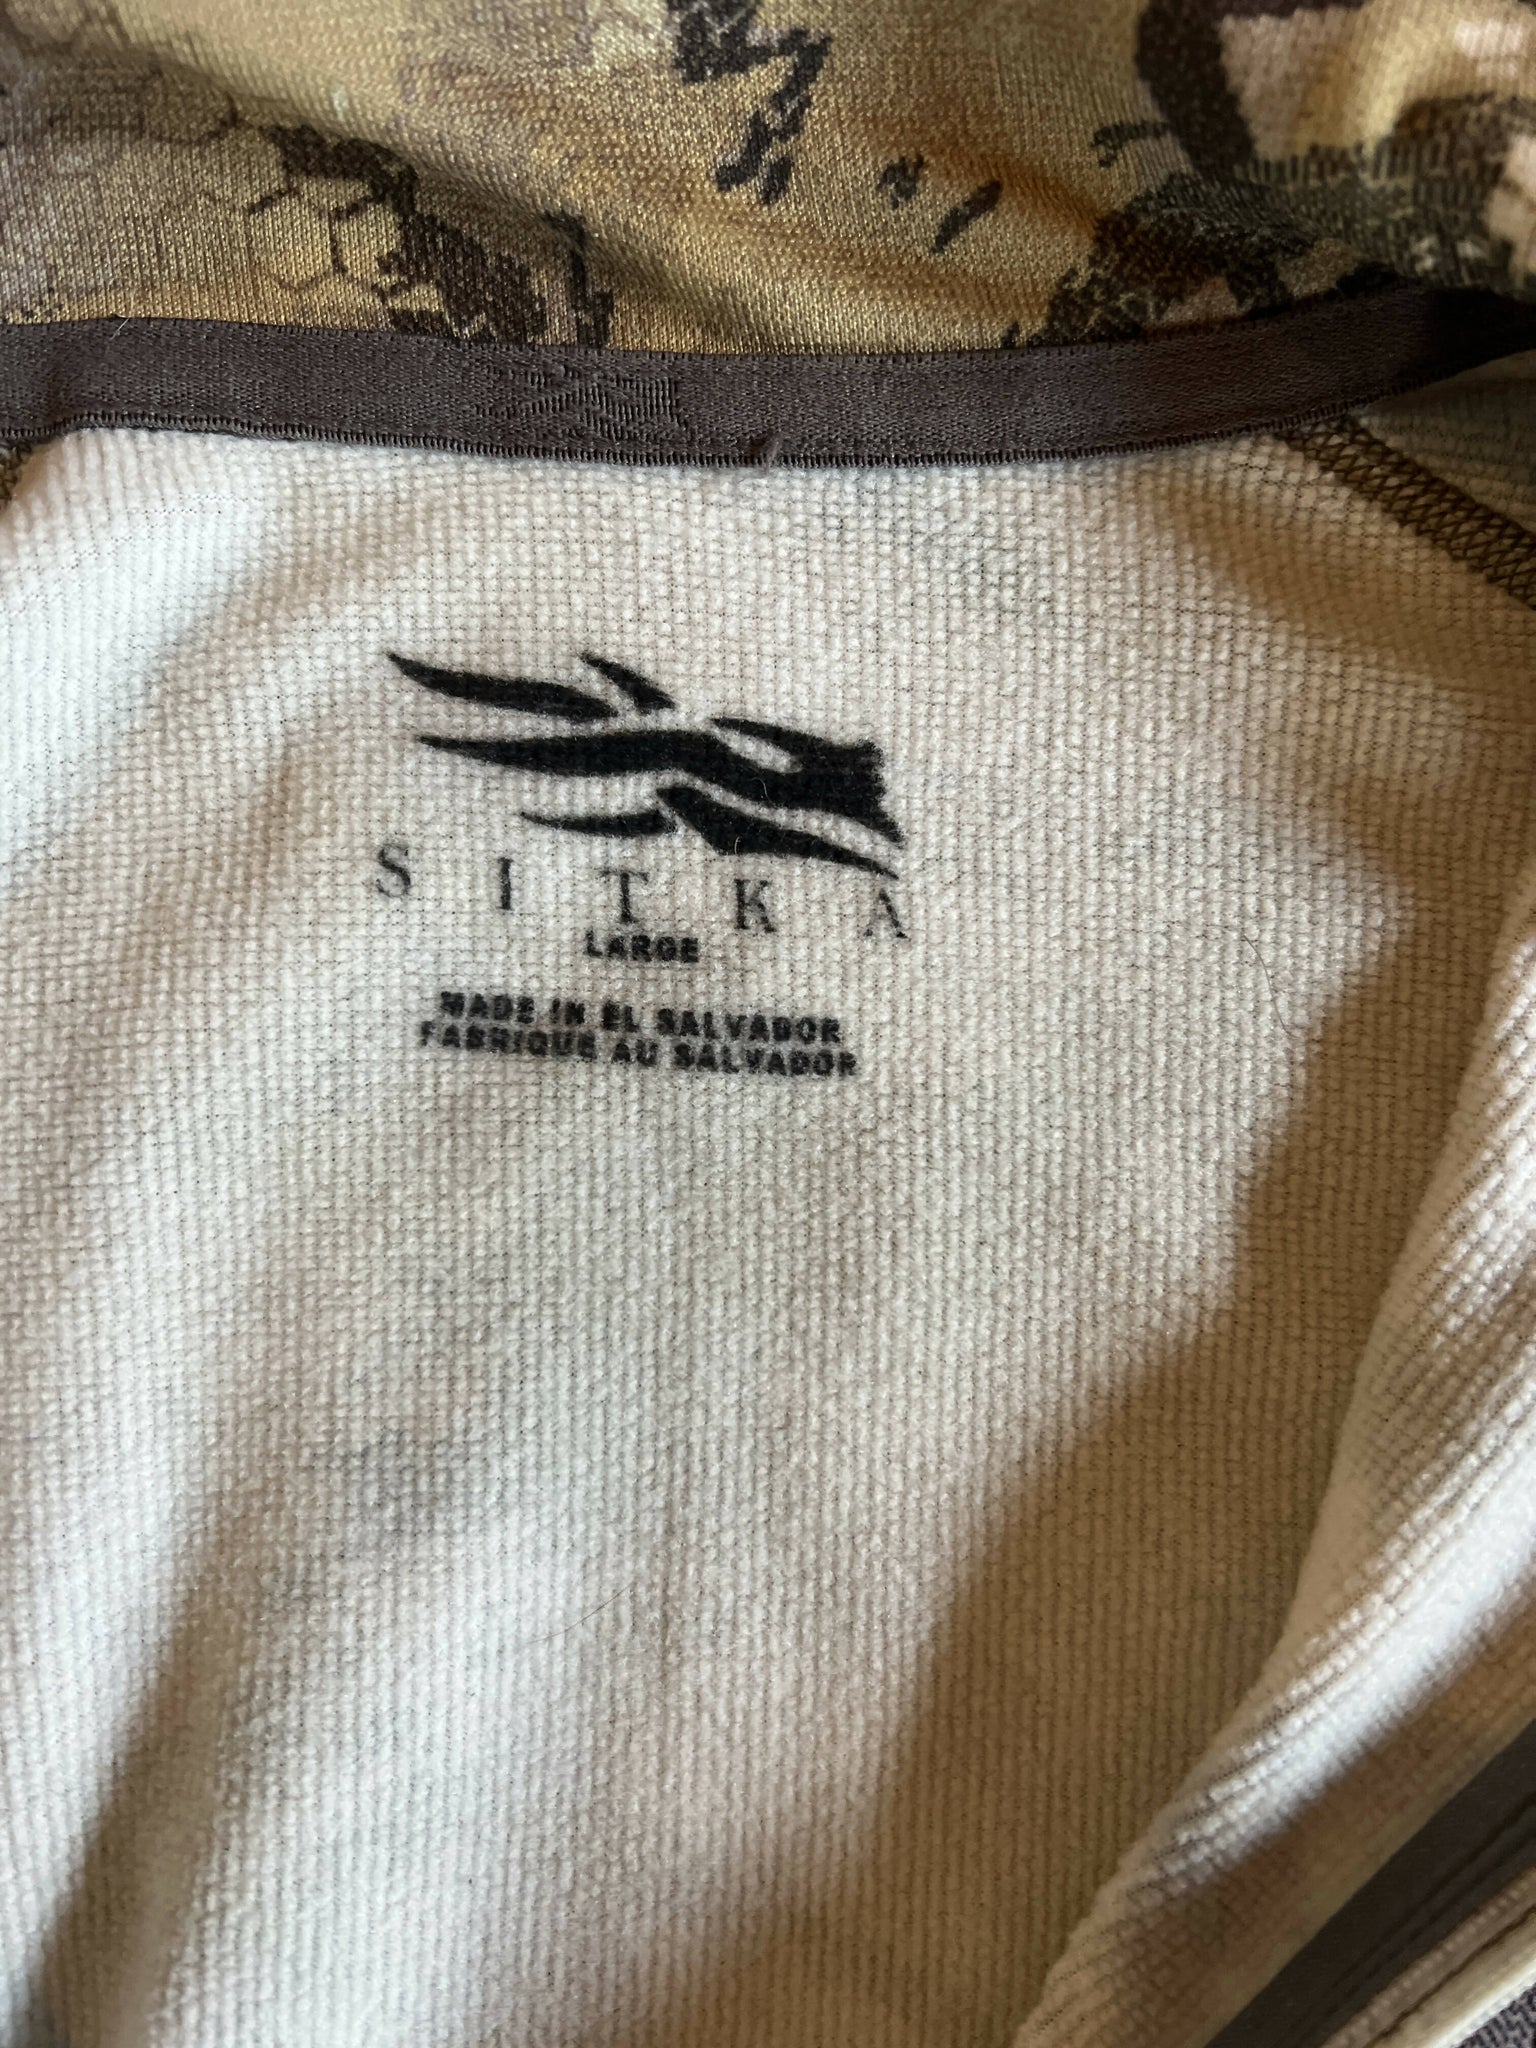 SITKA
LARGE
MADE IN EL SALVADOR
FABRIQUE AU SALVADOR